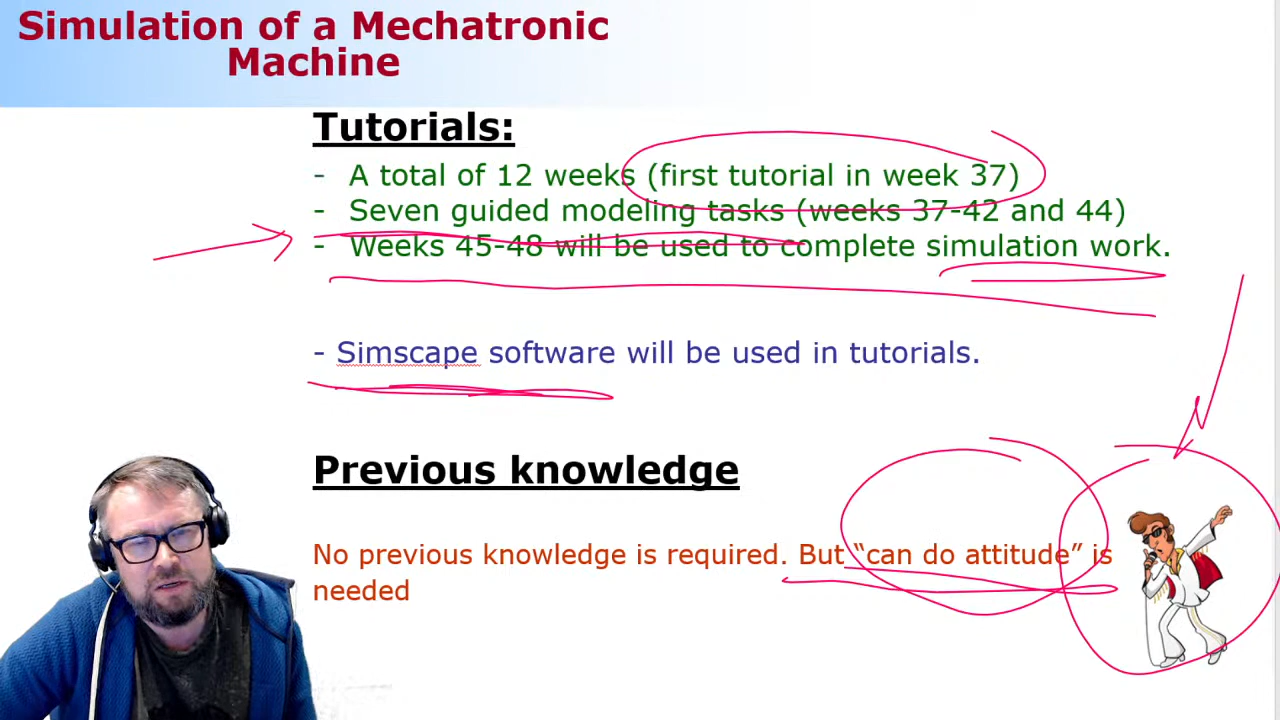 Simulation of a Mechatronic
Machine
Tutorials:
- A total of 12 weeks (first tutorial in week 37)
- Seven guided modeling tasks (weeks 37-42 and 44)
- Weeks 45-48 will be used to complete simulation work.
- Simscape software will be used in tutorials.
Previous knowledge
No previous knowledge is required. But “can do attitude” is
needed